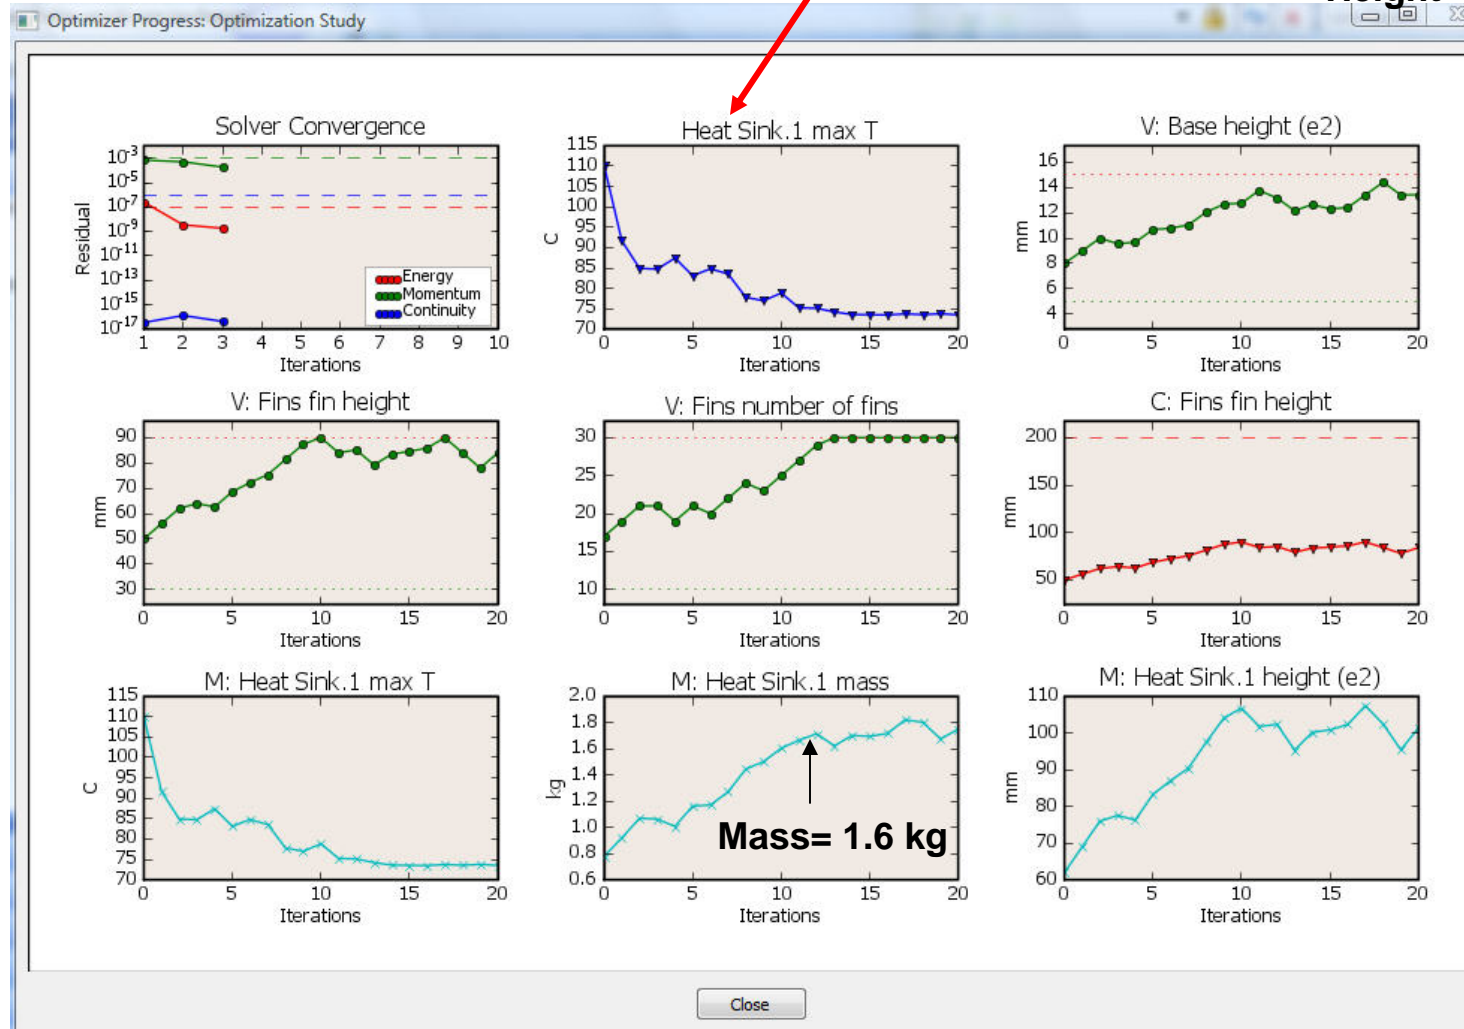 Height
Optimizer Progress: Optimization Study
Solver Convergence
10-3
10-5
10-7
10-9
10-11
10-13
10-15
10-17
Residual
Energy
Momentum
Continuity
1 2 3 4 5 6 7 8 9 10
Iterations
Heat Sink.1 max T
115
110
105
100
95
90
85
80
75
70
C
0 5 10 15 20
Iterations
V: Base height (e2)
16
14
12
10
8
6
4
mm
0 5 10 15 20
Iterations
V: Fins fin height
90
80
70
60
50
40
30
mm
0 5 10 15 20
Iterations
V: Fins number of fins
30
25
20
15
10
0 5 10 15 20
Iterations
C: Fins fin height
200
150
100
50
mm
0 5 10 15 20
Iterations
M: Heat Sink.1 max T
115
110
105
100
95
90
85
80
75
70
C
0 5 10 15 20
Iterations
M: Heat Sink.1 mass
2.0
1.8
1.6
1.4
1.2
1.0
0.8
0.6
kg
Mass= 1.6 kg
0 5 10 15 20
Iterations
M: Heat Sink.1 height (e2)
110
100
90
80
70
60
mm
0 5 10 15 20
Iterations
Close